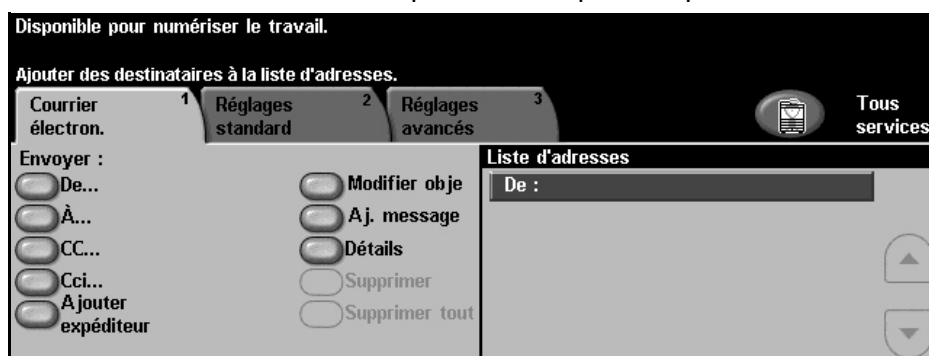 Disponible pour numériser le travail.
Ajouter des destinataires à la liste d'adresses.
Courrier électron.
1
Réglages standard
2
Réglages avancés
3
Tous services
Envoyer :
De...
À...
CC...
Cci...
Ajouter expéditeur
Modifier obje
Aj. message
Détails
Supprimer
Supprimer tout
Liste d'adresses
De :